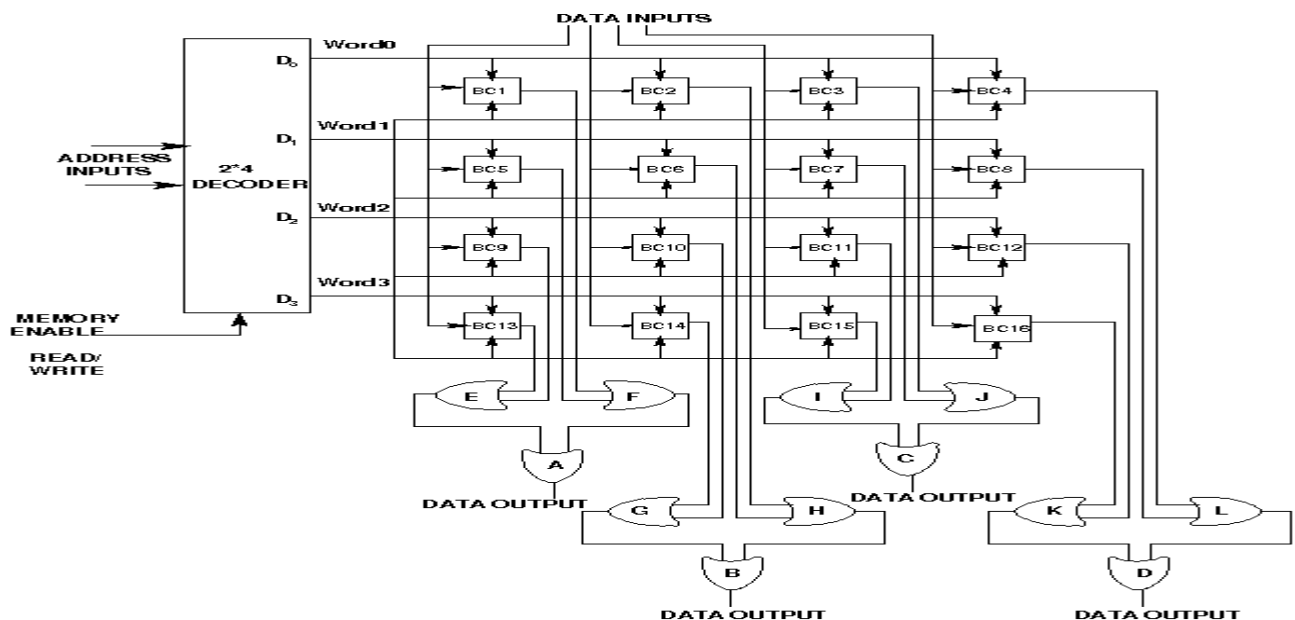 DATA INPUTS
Word0
D0
BC1 BC2 BC3 BC4
Word1
D1
ADDRESS
INPUTS
2*4
DECODER
BC5 BC6 BC7 BC8
Word2
D2
BC9 BC10 BC11 BC12
Word3
D3
MEMORY
ENABLE
BC13 BC14 BC15 BC16
READ/
WRITE
E F I J
A C
DATA OUTPUT DATA OUTPUT
G H K L
B D
DATA OUTPUT DATA OUTPUT